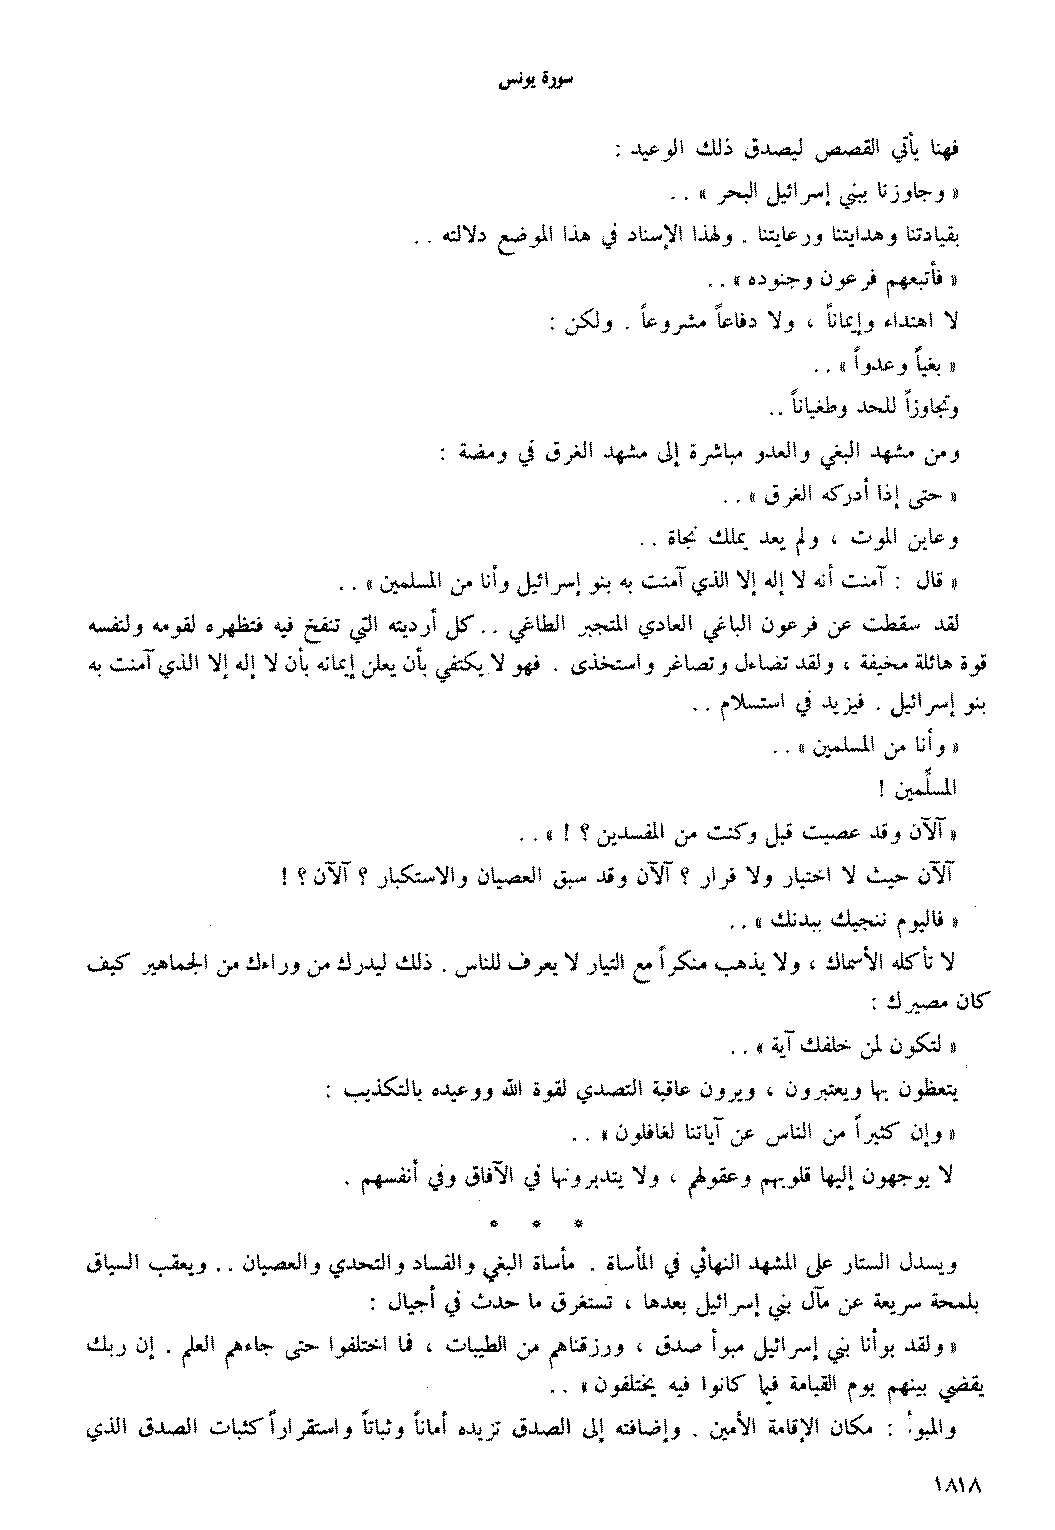 سورة يونس
فهنا يأتي القصص ليصدق ذلك الوعيد :
« وجاوزنا ببني إسرائيل البحر » . .
بقيادتنا وهدايتنا ورعايتنا . ولهذا الإسناد في هذا الموضع دلالته . .
« فأتبعهم فرعون وجنوده » . .
لا اهتداء وإيماناً ، ولا دفاعاً مشروعاً . ولكن :
« بغياً وعدواً » . .
وتجاوزاً للحد وطغياناً . .
ومن مشهد البغي والعدو مباشرة إلى مشهد الغرق في ومضة :
« حتى إذا أدركه الغرق » . .
وعاين الموت ، ولم يعد يملك نجاة . .
« قال : آمنت أنه لا إله إلا الذي آمنت به بنو إسرائيل وأنا من المسلمين » . .
لقد سقطت عن فرعون الباغي العادي المتجبر الطاغي . . كل أرديته التي تنفخ فيه فتظهره لقومه ولنفسه
قوة هائلة مخيفة ، ولقد تضاءل وتصاغر واستخذى . فهو لا يكتفي بأن يعلن إيمانه بأن لا إله إلا الذي آمنت به
بنو إسرائيل . فيزيد في استسلام . .
« وأنا من المسلمين » . .
المسلِّمين !
« آلآن وقد عصيت قبل وكنت من المفسدين ؟ ! » . .
آلآن حيث لا اختيار ولا فرار ؟ آلآن وقد سبق العصيان والاستكبار ؟ آلآن ؟ !
« فاليوم ننجيك ببدنك » . .
لا تأكله الأسماك ، ولا يذهب منكراً مع التيار لا يعرف للناس . ذلك ليدرك من وراءك من الجماهير كيف
كان مصيرك :
« لتكون لمن خلفك آية » . .
يتعظون بها ويعتبرون ، ويرون عاقبة التصدي لقوة الله ووعيده بالتكذيب :
« وإن كثيراً من الناس عن آياتنا لغافلون » . .
لا يوجهون إليها قلوبهم وعقولهم ، ولا يتدبرونها في الآفاق وفي أنفسهم .
* * *
ويسدل الستار على المشهد النهائي في المأساة . مأساة البغي والفساد والتحدي والعصيان . . ويعقب السياق
بلمحة سريعة عن مآل بني إسرائيل بعدها ، تستغرق ما حدث في أجيال :
« ولقد بوأنا بني إسرائيل مبوأ صدق ، ورزقناهم من الطيبات ، فما اختلفوا حتى جاءهم العلم . إن ربك
يقضي بينهم يوم القيامة فيما كانوا فيه يختلفون » . .
والمبوأ : مكان الإقامة الأمين . وإضافته إلى الصدق تزيده أماناً وثباتاً واستقراراً كثبات الصدق الذي
١٨١٨